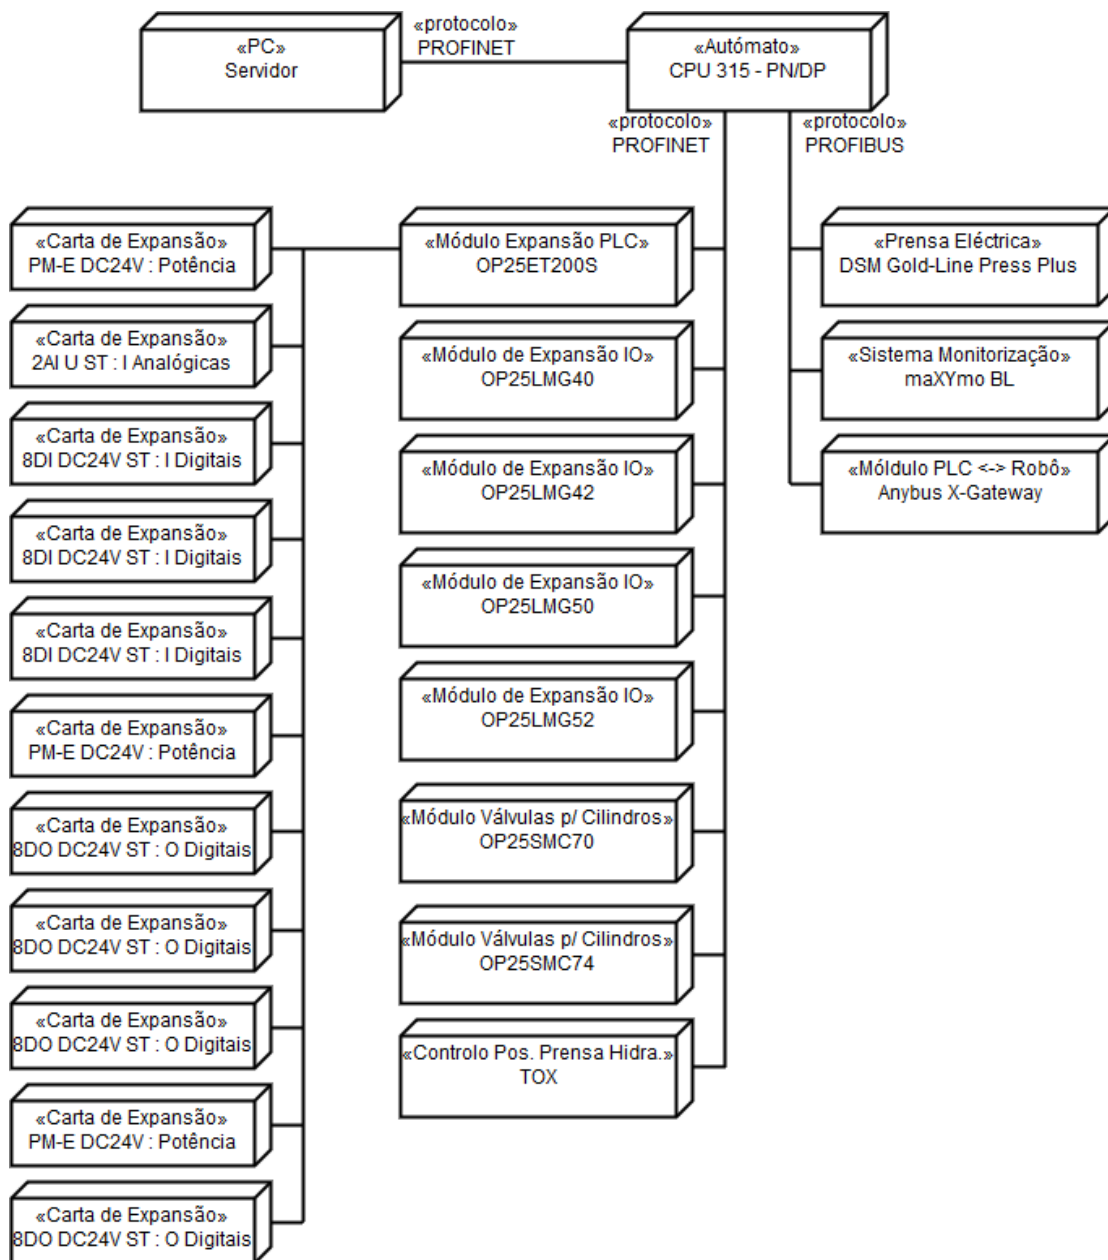 «PC»
Servidor
«protocolo»
PROFINET
«Autómato»
CPU 315 - PN/DP
«protocolo»
PROFINET
«protocolo»
PROFIBUS
«Carta de Expansão»
PM-E DC24V : Potência
«Carta de Expansão»
2AI U ST : I Analógicas
«Carta de Expansão»
8DI DC24V ST : I Digitais
«Carta de Expansão»
8DI DC24V ST : I Digitais
«Carta de Expansão»
8DI DC24V ST : I Digitais
«Carta de Expansão»
PM-E DC24V : Potência
«Carta de Expansão»
8DO DC24V ST : O Digitais
«Carta de Expansão»
8DO DC24V ST : O Digitais
«Carta de Expansão»
8DO DC24V ST : O Digitais
«Carta de Expansão»
PM-E DC24V : Potência
«Carta de Expansão»
8DO DC24V ST : O Digitais
«Módulo Expansão PLC»
OP25ET200S
«Módulo de Expansão IO»
OP25LMG40
«Módulo de Expansão IO»
OP25LMG42
«Módulo de Expansão IO»
OP25LMG50
«Módulo de Expansão IO»
OP25LMG52
«Módulo Válvulas p/ Cilindros»
OP25SMC70
«Módulo Válvulas p/ Cilindros»
OP25SMC74
«Controlo Pos. Prensa Hidra.»
TOX
«Prensa Eléctrica»
DSM Gold-Line Press Plus
«Sistema Monitorização»
maXYmo BL
«Móldulo PLC <-> Robô»
Anybus X-Gateway